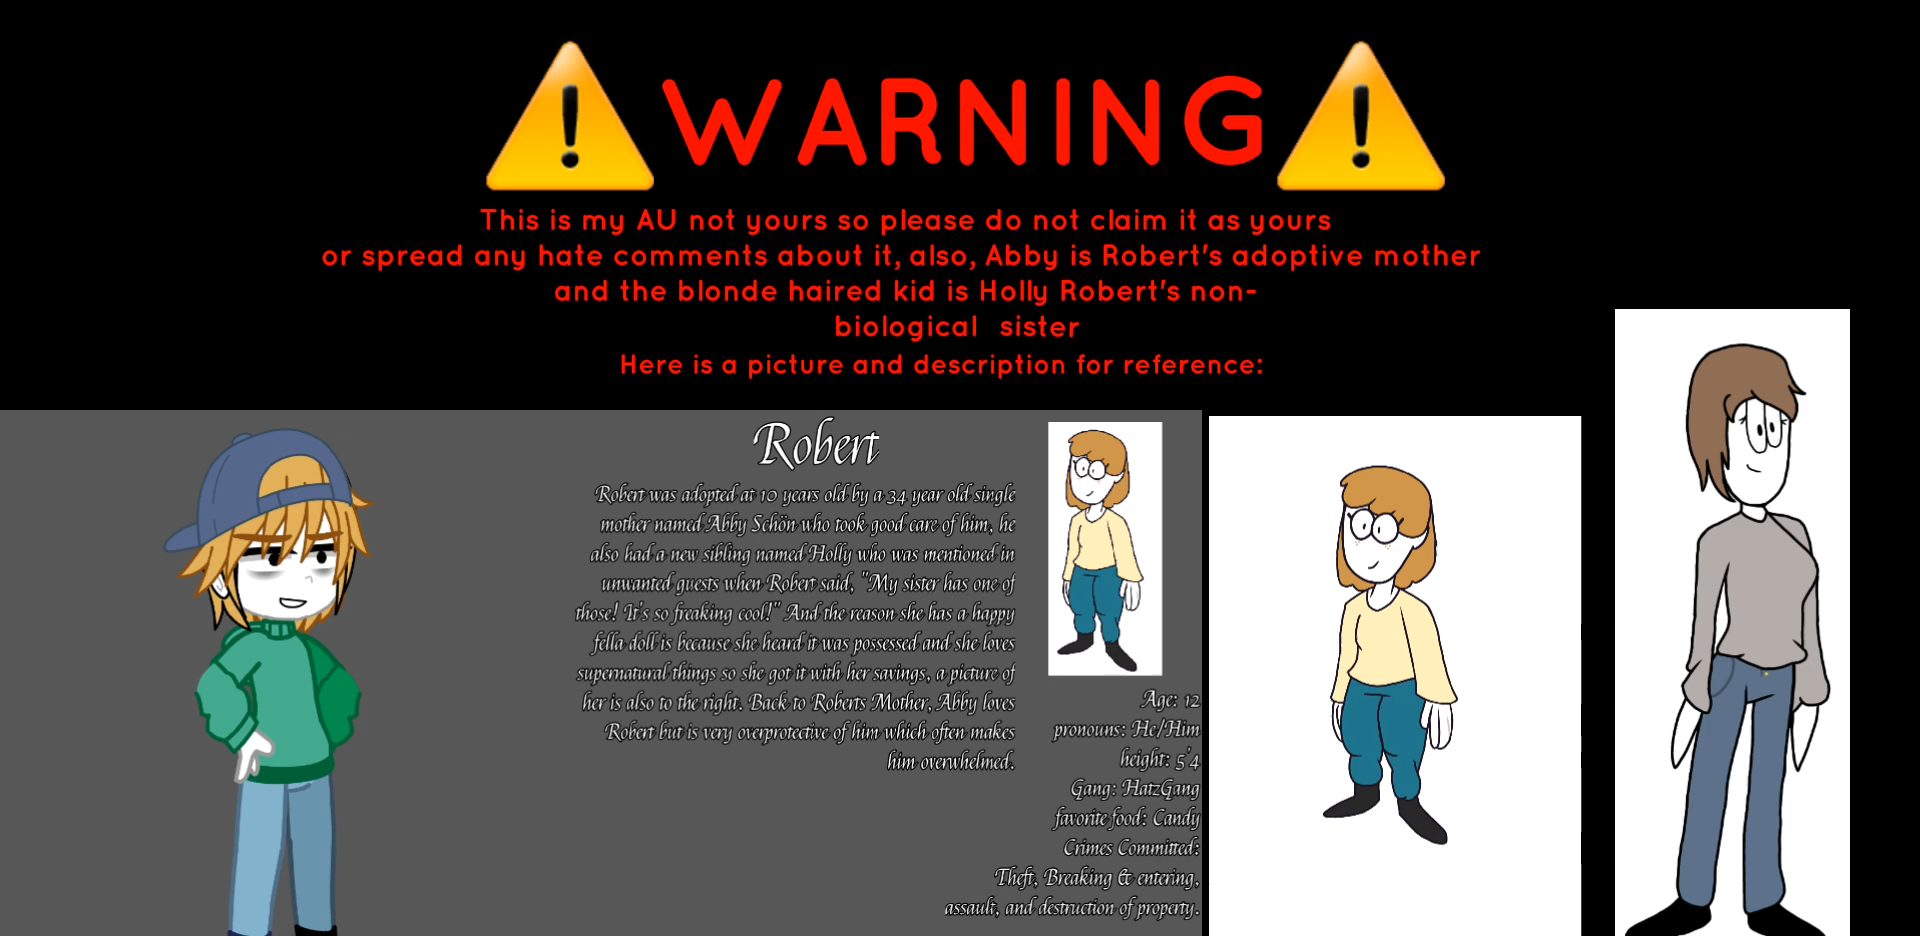 WARNING
This is my AU not yours so please do not claim it as yours
or spread any hate comments about it, also, Abby is Robert's adoptive mother
and the blonde haired kid is Holly Robert's non-
biological sister
Here is a picture and description for reference:
Robert
Robert was adopted at 10 years old by a 34 year old single
mother named Abby Schön who took good care of him, he
also had a new sibling named Holly who was mentioned in
unwanted guests when Robert said, "My sister has one of
those! It's so freaking cool!" And the reason she has a happy
fella doll is because she heard it was possessed and she loves
supernatural things so she got it with her savings, a picture of
her is also to the right. Back to Roberts Mother, Abby loves
Robert but is very overprotective of him which often makes
him overwhelmed.
Age: 12
pronouns: He/Him
height: 5'4
Gang: HatzGang
favorite food: Candy
Crimes Committed:
Theft, Breaking & entering,
assault, and destruction of property.